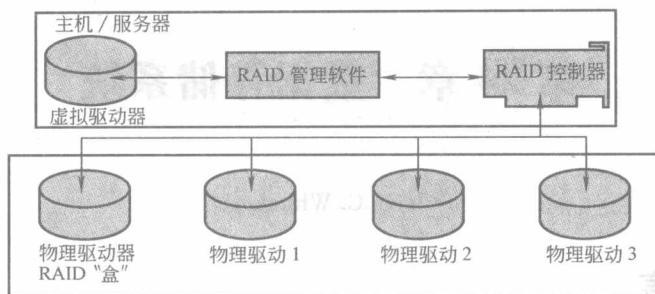 主机/服务器
RAID 管理软件
RAID 控制器
虚拟驱动器
物理驱动器
RAID“盒”
物理驱动 1
物理驱动 2
物理驱动 3